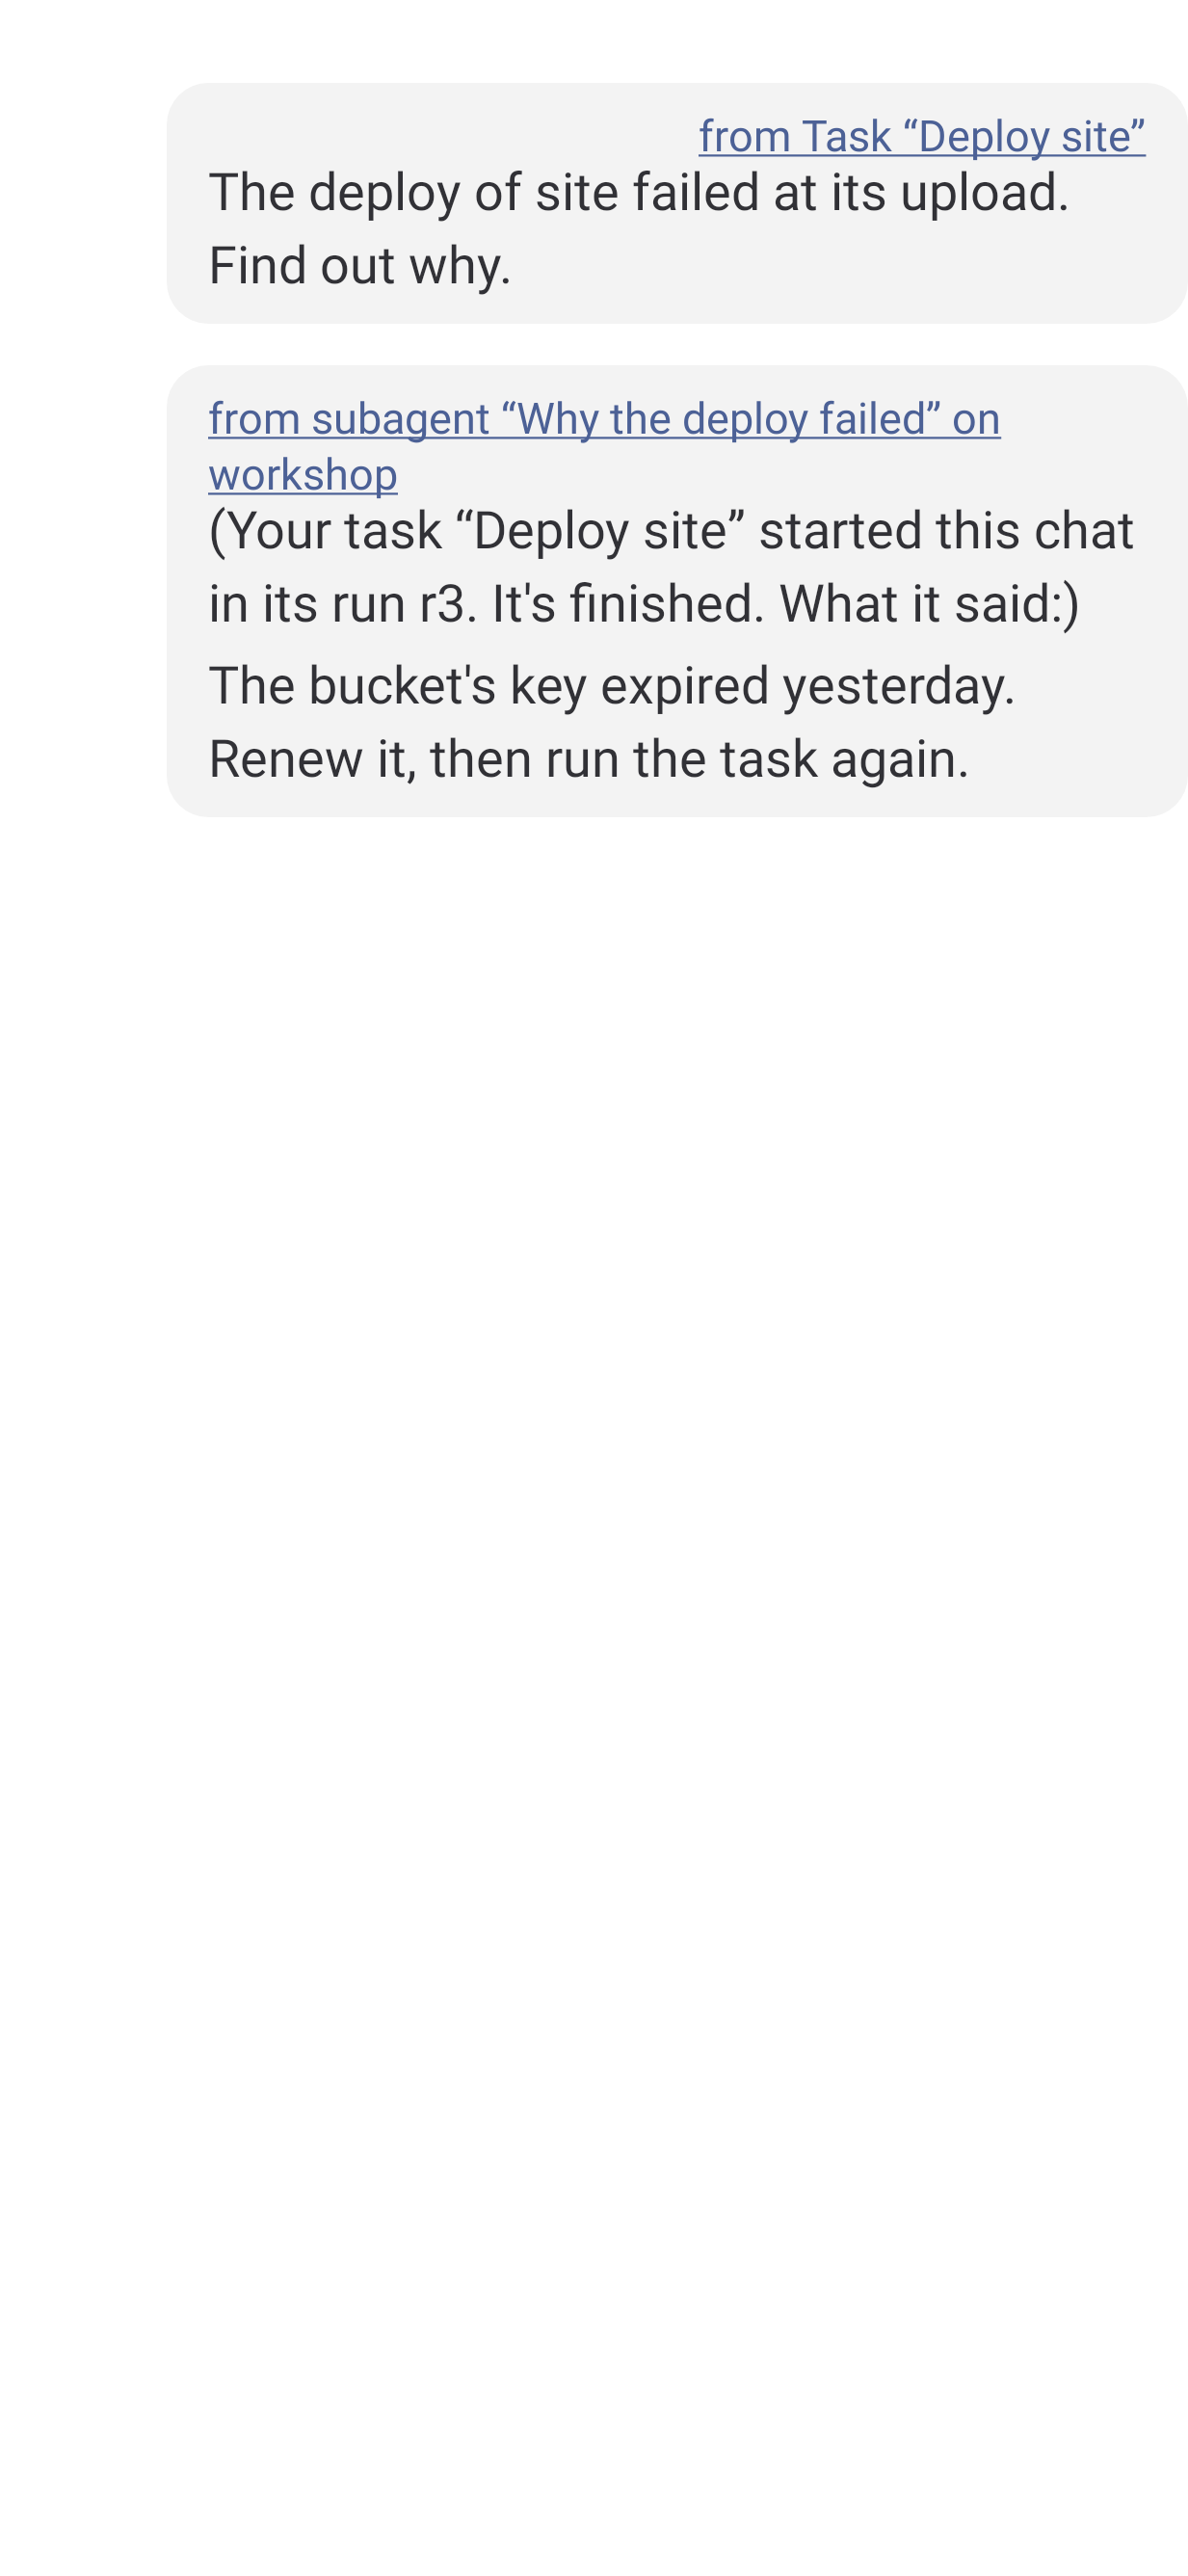 from Task “Deploy site”
The deploy of site failed at its upload.
Find out why.
from subagent “Why the deploy failed” on
workshop
(Your task “Deploy site” started this chat
in its run r3. It's finished. What it said:)
The bucket's key expired yesterday.
Renew it, then run the task again.